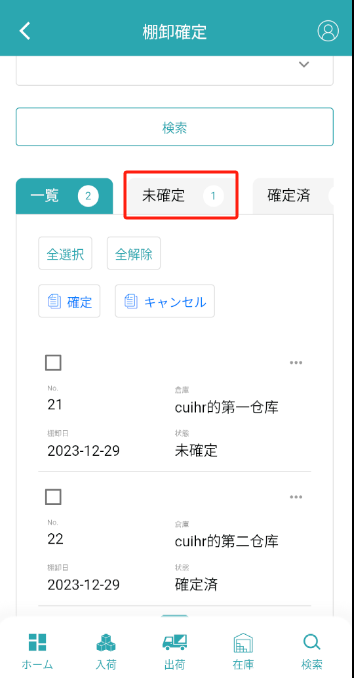 棚卸確定
検索
一覧 2 未確定 1 確定済
全選択 全解除
確定 キャンセル
No. 倉庫
21 cuihr的第一仓库
棚卸日 状態
2023-12-29 未確定
No. 倉庫
22 cuihr的第二仓库
棚卸日 状態
2023-12-29 確定済
ホーム 入荷 出荷 在庫 検索